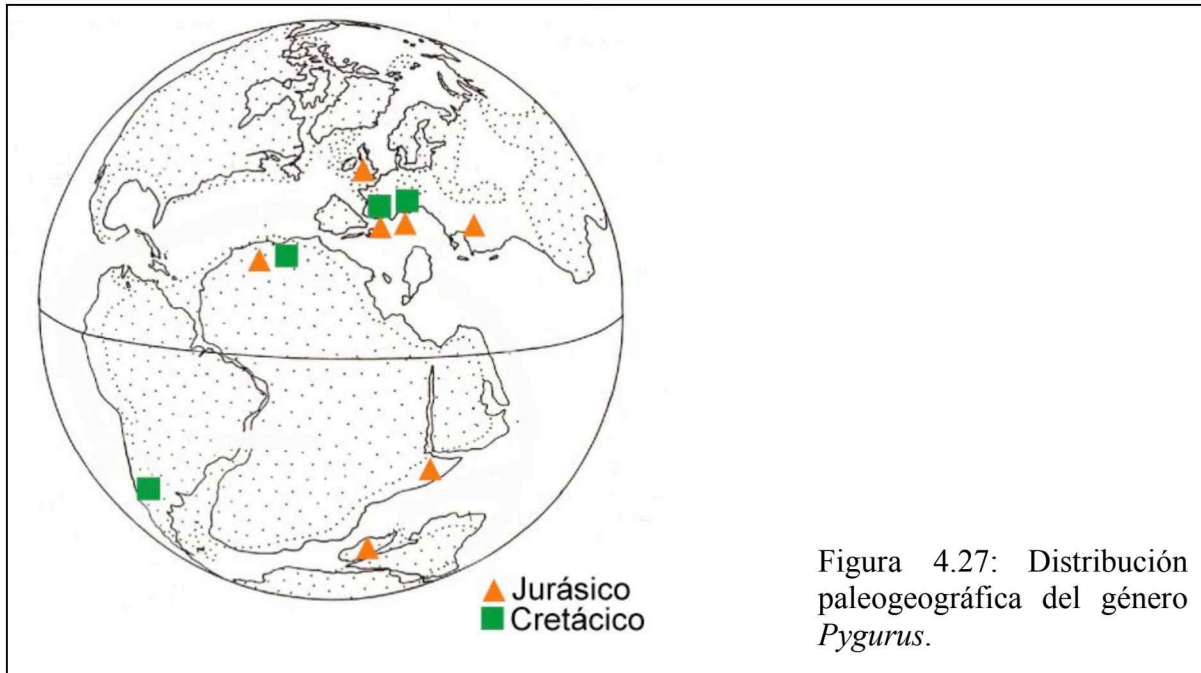 Jurásico
Cretácico
Figura 4.27: Distribución
paleogeográfica del género
Pygurus.